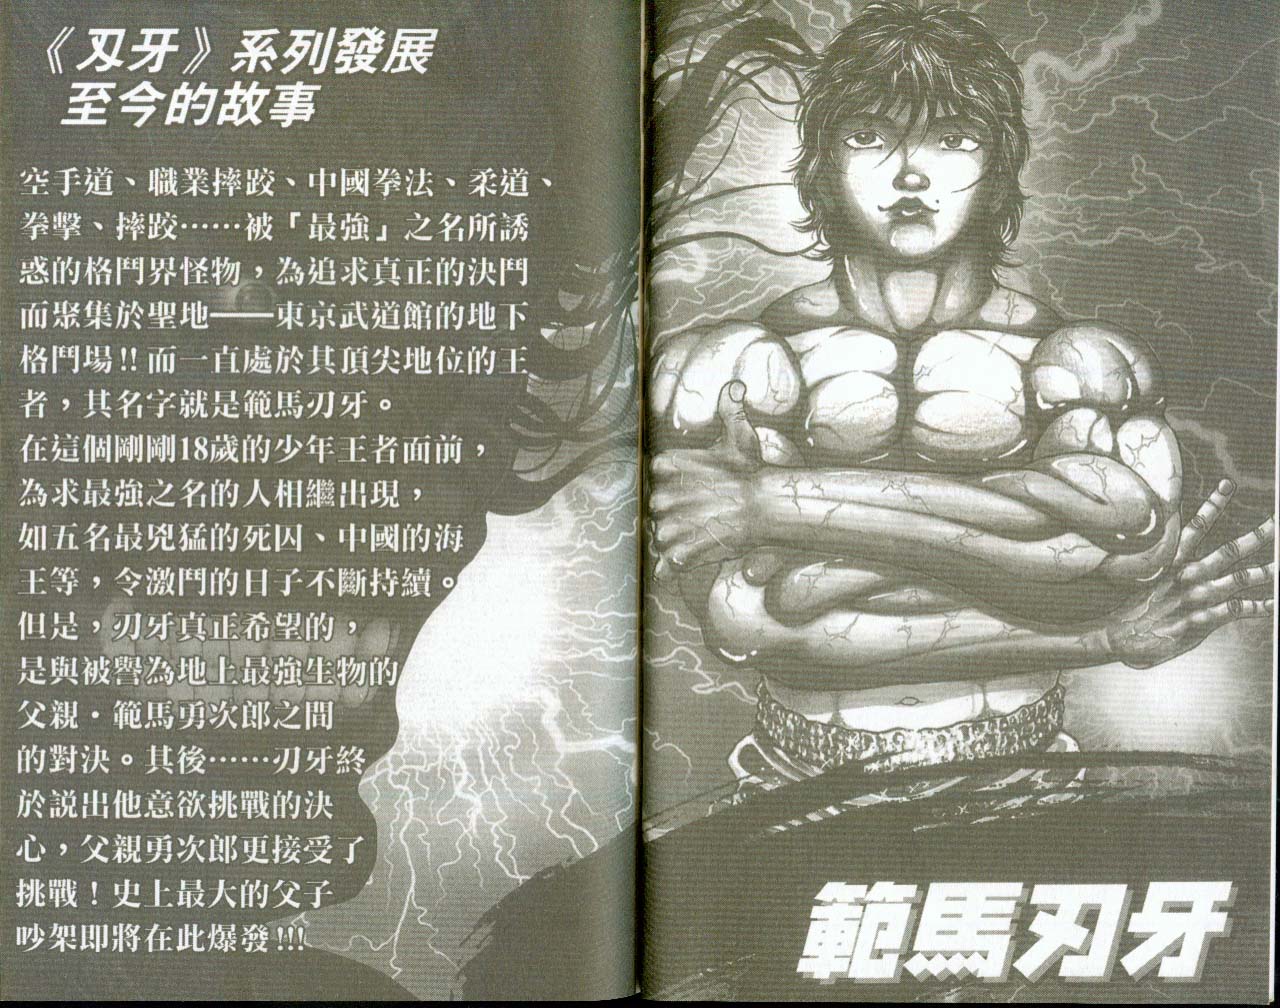 《刃牙》系列發展
至今的故事
空手道、職業摔跤、中國拳法、柔道、
拳擊、摔跤……被「最強」之名所誘
惑的格鬥界怪物，為追求真正的決鬥
而聚集於聖地——東京武道館的地下
格鬥場!!而一直處於其頂尖地位的王
者，其名字就是範馬刃牙。
在這個剛剛18歲的少年王者面前，
為求最強之名的人相繼出現，
如五名最兇猛的死囚、中國的海
王等，令激鬥的日子不斷持續。
但是，刃牙真正希望的，
是與被譽為地上最強生物的
父親・範馬勇次郎之間
的對決。其後……刃牙終
於説出他意欲挑戰的決
心，父親勇次郎更接受了
挑戰！史上最大的父子
吵架即將在此爆發!!!
範馬刃牙